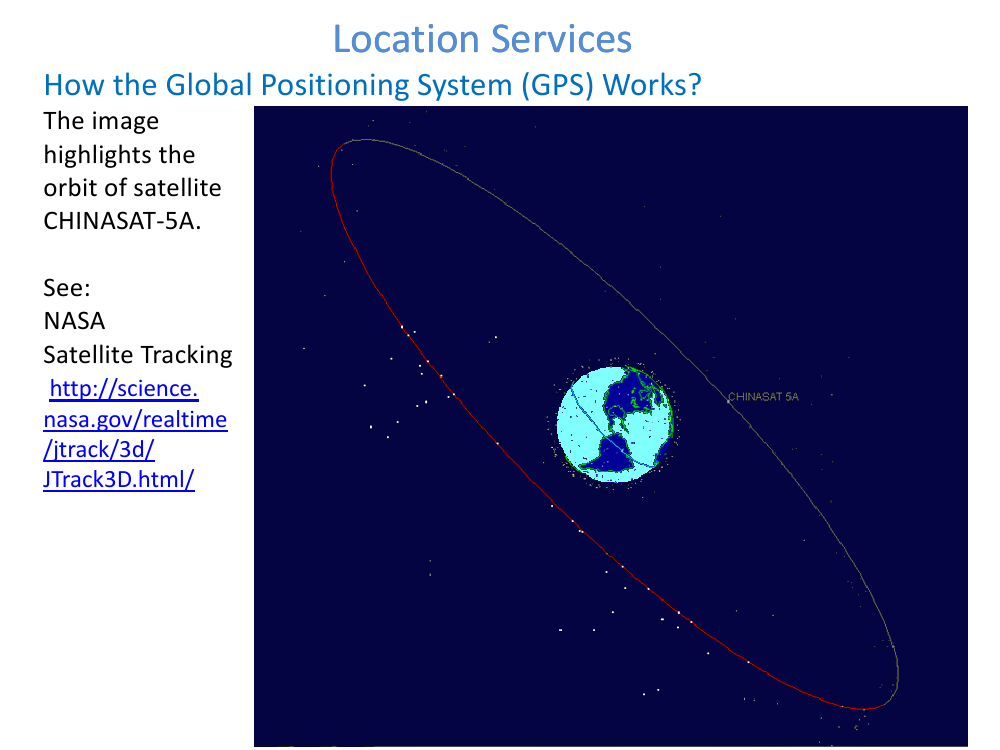 Location Services
How the Global Positioning System (GPS) Works?
The image
highlights the
orbit of satellite
CHINASAT-5A.
See:
NASA
Satellite Tracking
http://science.
nasa.gov/realtime
/jtrack/3d/
JTrack3D.html/
CHINASAT 5A